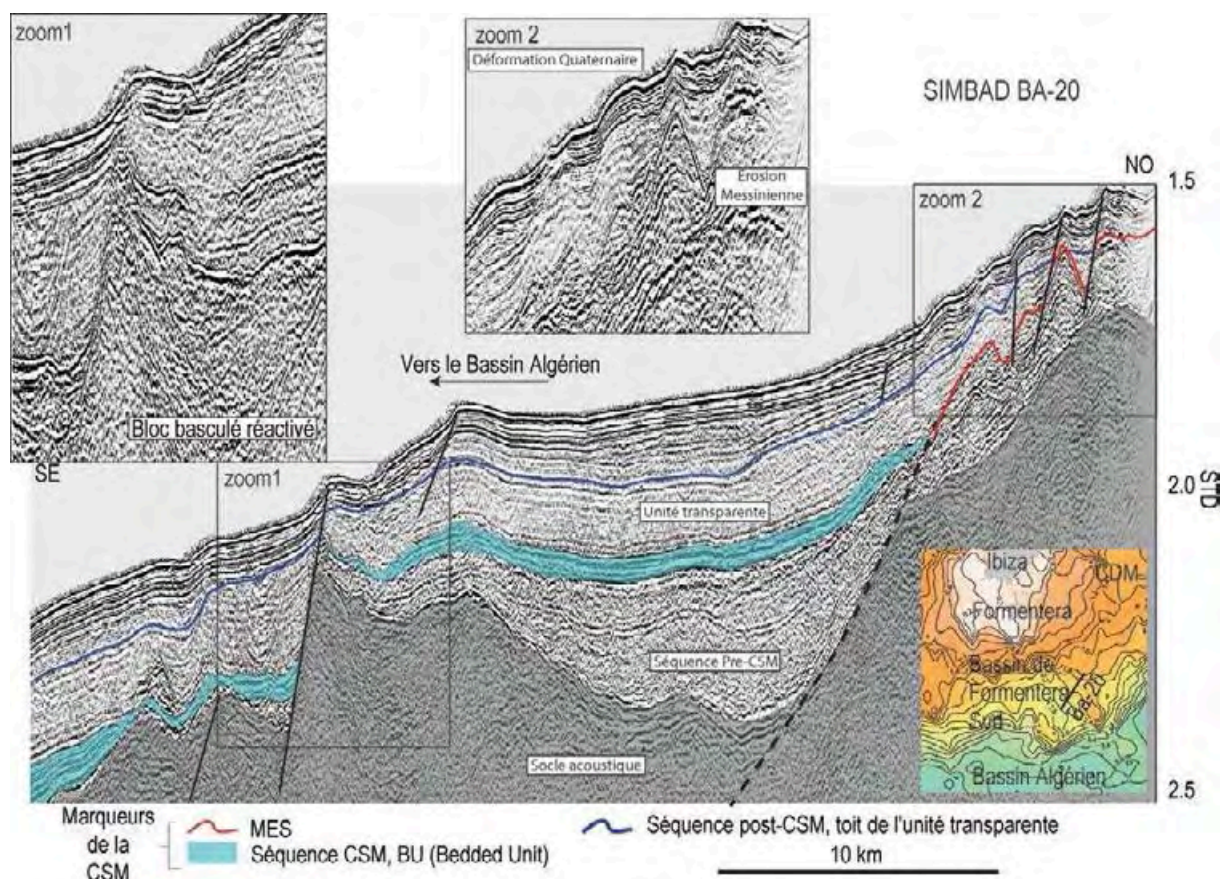 zoom1
zoom 2
Déformation Quaternaire
SIMBAD BA-20
Erosion
Messinienne
NO
1.5
zoom 2
Vers le Bassin Algérien
Bloc basculé réactivé
SE
zoom1
2.0
STD
Unité transparente
Séquence Pre-CSM
Socle acoustique
Ibiza
CDM
Formentera
Bassin de
Formentera
Sud
Ba-20
Bassin Algérien
2.5
Marqueurs
de la
CSM
MES
Séquence CSM, BU (Bedded Unit)
Séquence post-CSM, toit de l'unité transparente
10 km